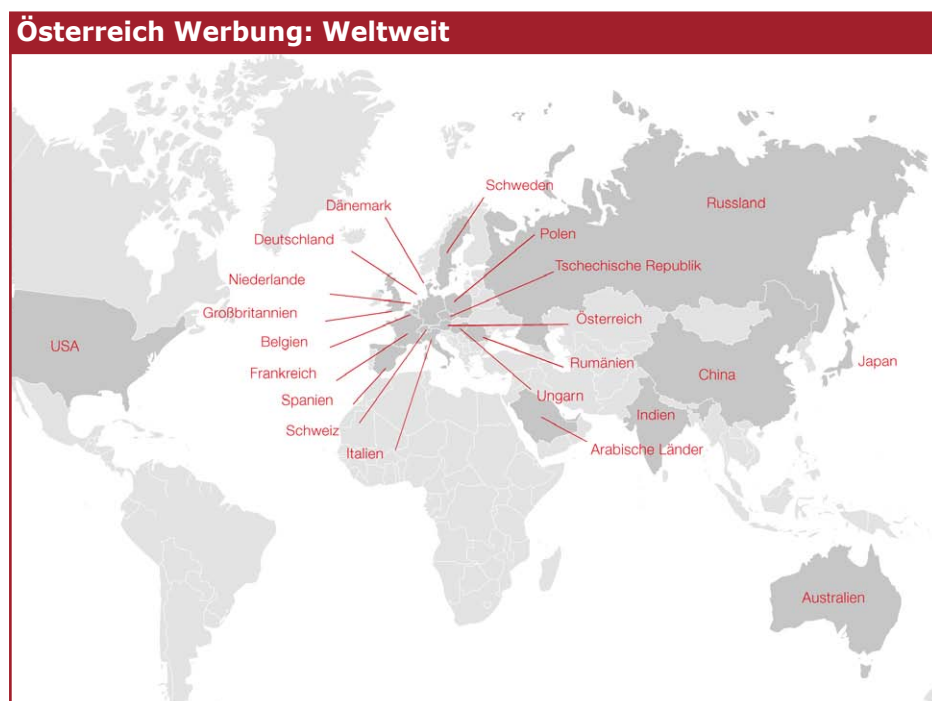 Österreich Werbung: Weltweit
Schweden
Dänemark
Russland
Deutschland
Polen
Tschechische Republik
Niederlande
Großbritannien
Österreich
Belgien
USA
Rumänien
Japan
Frankreich
China
Spanien
Ungarn
Indien
Schweiz
Italien
Arabische Länder
Australien